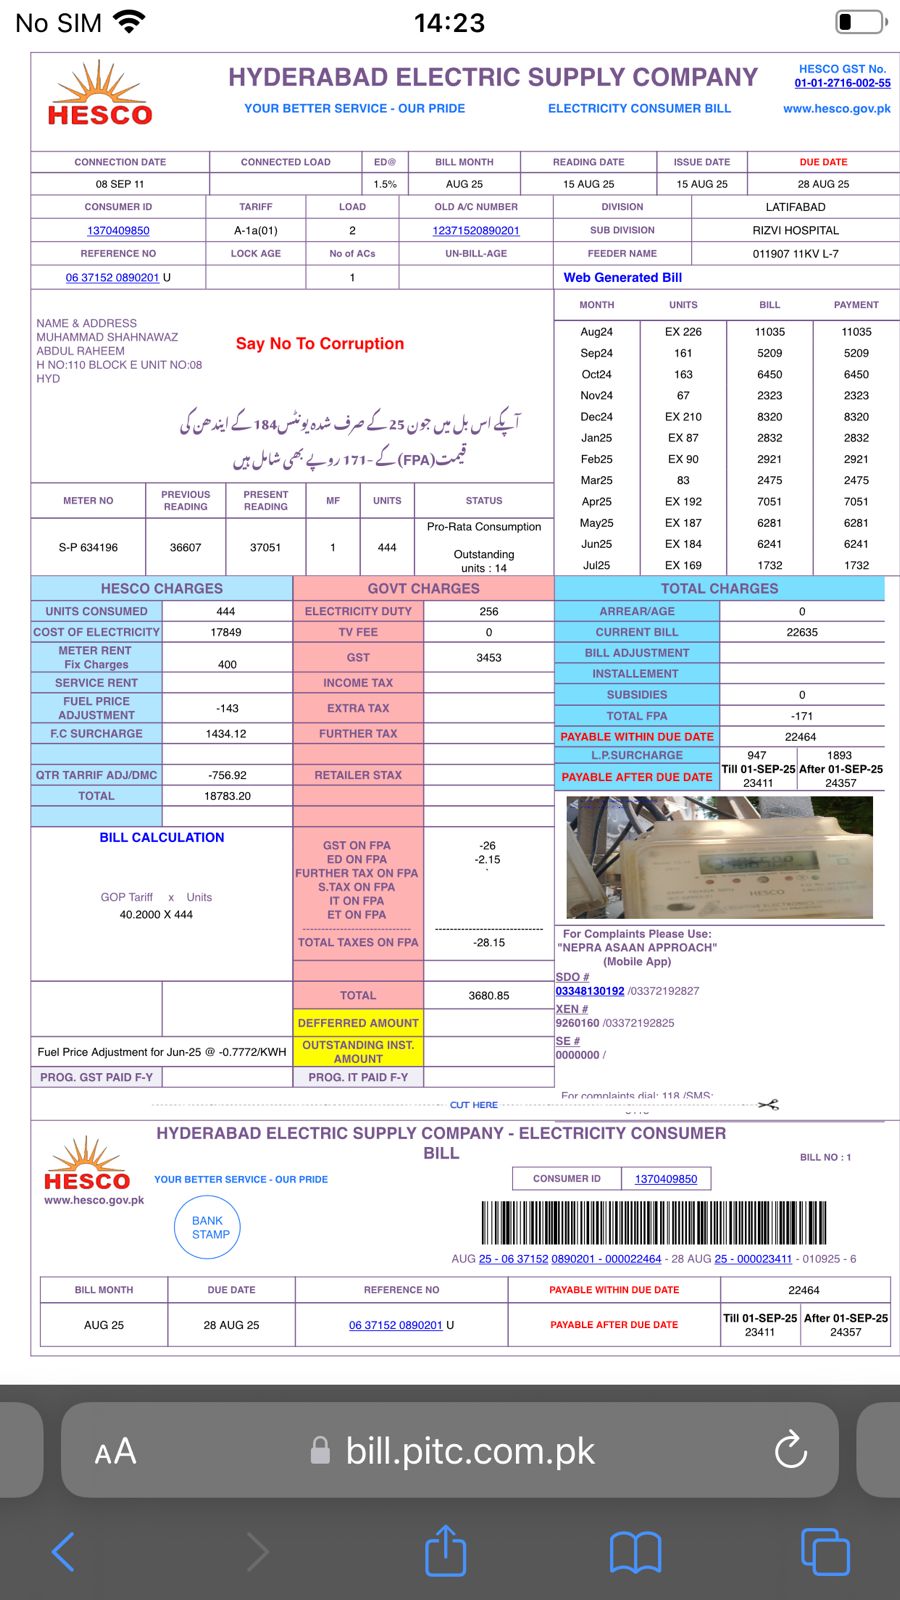 No SIM 14:23
HESCO
HYDERABAD ELECTRIC SUPPLY COMPANY
YOUR BETTER SERVICE - OUR PRIDE ELECTRICITY CONSUMER BILL
HESCO GST No.
01-01-2716-002-55
www.hesco.gov.pk
CONNECTION DATE CONNECTED LOAD ED@ BILL MONTH READING DATE ISSUE DATE DUE DATE
08 SEP 11 1.5% AUG 25 15 AUG 25 15 AUG 25 28 AUG 25
CONSUMER ID TARIFF LOAD OLD A/C NUMBER DIVISION LATIFABAD
1370409850 A-1a(01) 2 12371520890201 SUB DIVISION RIZVI HOSPITAL
REFERENCE NO LOCK AGE No of ACs UN-BILL-AGE FEEDER NAME 011907 11KV L-7
06 37152 0890201 U 1 Web Generated Bill
NAME & ADDRESS
MUHAMMAD SHAHNAWAZ
ABDUL RAHEEM
H NO:110 BLOCK E UNIT NO:08
HYD
Say No To Corruption
آپکے اس بل میں جون 25 کے صرف شدہ یونٹس 184 کے ایندھن کی
قیمت (FPA) کے -171 روپے بھی شامل ہیں
MONTH UNITS BILL PAYMENT
Aug24 EX 226 11035 11035
Sep24 161 5209 5209
Oct24 163 6450 6450
Nov24 67 2323 2323
Dec24 EX 210 8320 8320
Jan25 EX 87 2832 2832
Feb25 EX 90 2921 2921
Mar25 83 2475 2475
Apr25 EX 192 7051 7051
May25 EX 187 6281 6281
Jun25 EX 184 6241 6241
Jul25 EX 169 1732 1732
METER NO PREVIOUS READING PRESENT READING MF UNITS STATUS
S-P 634196 36607 37051 1 444 Pro-Rata Consumption
Outstanding
units : 14
HESCO CHARGES GOVT CHARGES TOTAL CHARGES
UNITS CONSUMED 444 ELECTRICITY DUTY 256 ARREAR/AGE 0
COST OF ELECTRICITY 17849 TV FEE 0 CURRENT BILL 22635
METER RENT
Fix Charges 400 GST 3453 BILL ADJUSTMENT
SERVICE RENT INCOME TAX INSTALLEMENT
FUEL PRICE ADJUSTMENT -143 EXTRA TAX SUBSIDIES 0
TOTAL FPA -171
F.C SURCHARGE 1434.12 FURTHER TAX PAYABLE WITHIN DUE DATE 22464
L.P.SURCHARGE 947 1893
QTR TARRIF ADJ/DMC -756.92 RETAILER STAX PAYABLE AFTER DUE DATE Till 01-SEP-25 23411 After 01-SEP-25 24357
TOTAL 18783.20
BILL CALCULATION
GOP Tariff x Units
40.2000 X 444
GST ON FPA -26
ED ON FPA -2.15
FURTHER TAX ON FPA
S.TAX ON FPA
IT ON FPA
ET ON FPA
TOTAL TAXES ON FPA -28.15
TOTAL 3680.85
DEFFERRED AMOUNT
OUTSTANDING INST. AMOUNT
Fuel Price Adjustment for Jun-25 @ -0.7772/KWH
PROG. GST PAID F-Y PROG. IT PAID F-Y
HESCO
For Complaints Please Use:
"NEPRA ASAAN APPROACH"
(Mobile App)
SDO #
03348130192 /03372192827
XEN #
9260160 /03372192825
SE #
0000000 /
For complaints dial: 118 /SMS:
CUT HERE
HYDERABAD ELECTRIC SUPPLY COMPANY - ELECTRICITY CONSUMER
BILL
BILL NO : 1
HESCO
www.hesco.gov.pk
YOUR BETTER SERVICE - OUR PRIDE
CONSUMER ID 1370409850
BANK
STAMP
AUG 25 - 06 37152 0890201 - 000022464 - 28 AUG 25 - 000023411 - 010925 - 6
BILL MONTH DUE DATE REFERENCE NO PAYABLE WITHIN DUE DATE 22464
AUG 25 28 AUG 25 06 37152 0890201 U PAYABLE AFTER DUE DATE Till 01-SEP-25 23411 After 01-SEP-25 24357
AA bill.pitc.com.pk